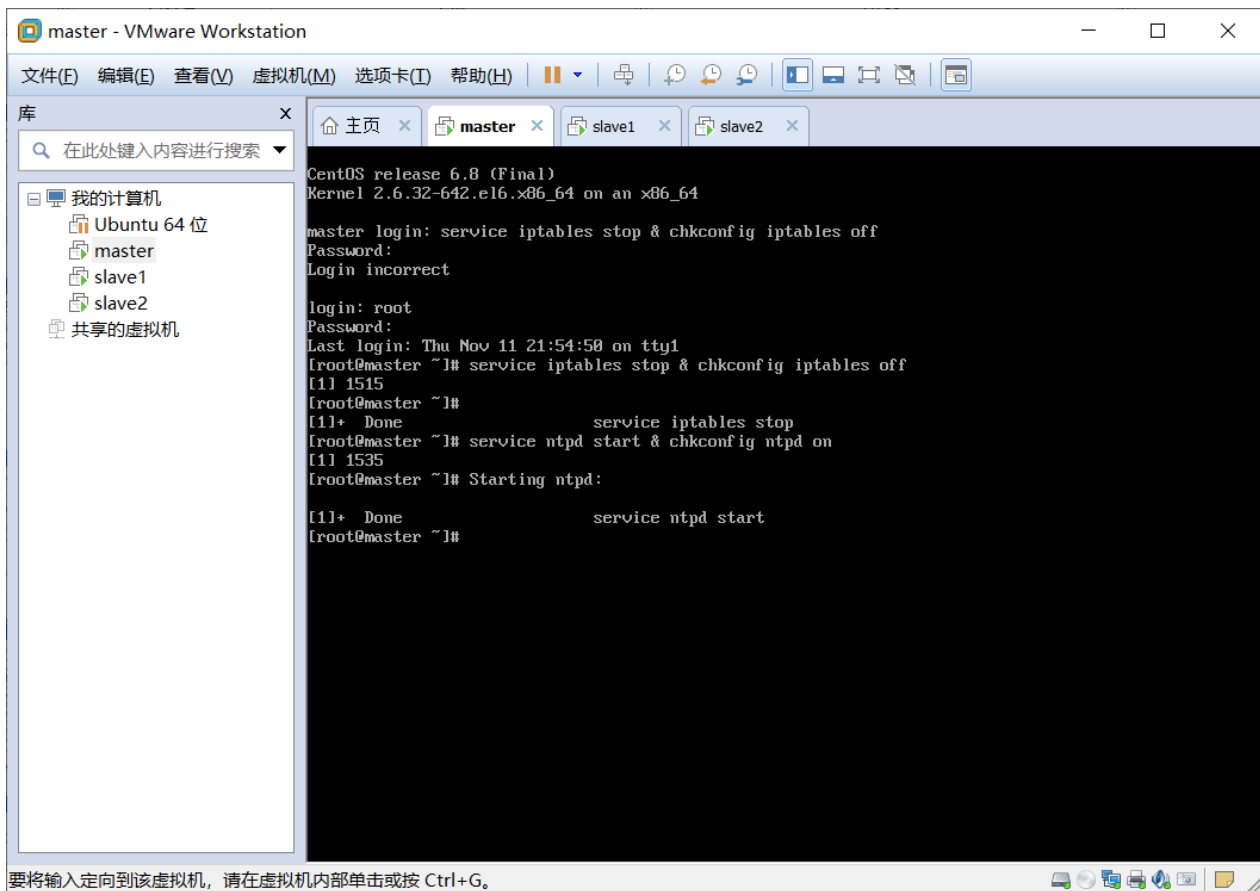 master - VMware Workstation
文件(F) 编辑(E) 查看(V) 虚拟机(M) 选项卡(T) 帮助(H)
库 x
在此处键入内容进行搜索
我的计算机
Ubuntu 64 位
master
slave1
slave2
共享的虚拟机
主页 master slave1 slave2
CentOS release 6.8 (Final)
Kernel 2.6.32-642.el6.x86_64 on an x86_64
master login: service iptables stop & chkconfig iptables off
Password:
Login incorrect
login: root
Password:
Last login: Thu Nov 11 21:54:50 on tty1
[root@master ~]# service iptables stop & chkconfig iptables off
[1] 1515
[root@master ~]#
[1]+  Done                    service iptables stop
[root@master ~]# service ntpd start & chkconfig ntpd on
[1] 1535
[root@master ~]# Starting ntpd:
[1]+  Done                    service ntpd start
[root@master ~]#
要将输入定向到该虚拟机，请在虚拟机内部单击或按 Ctrl+G。